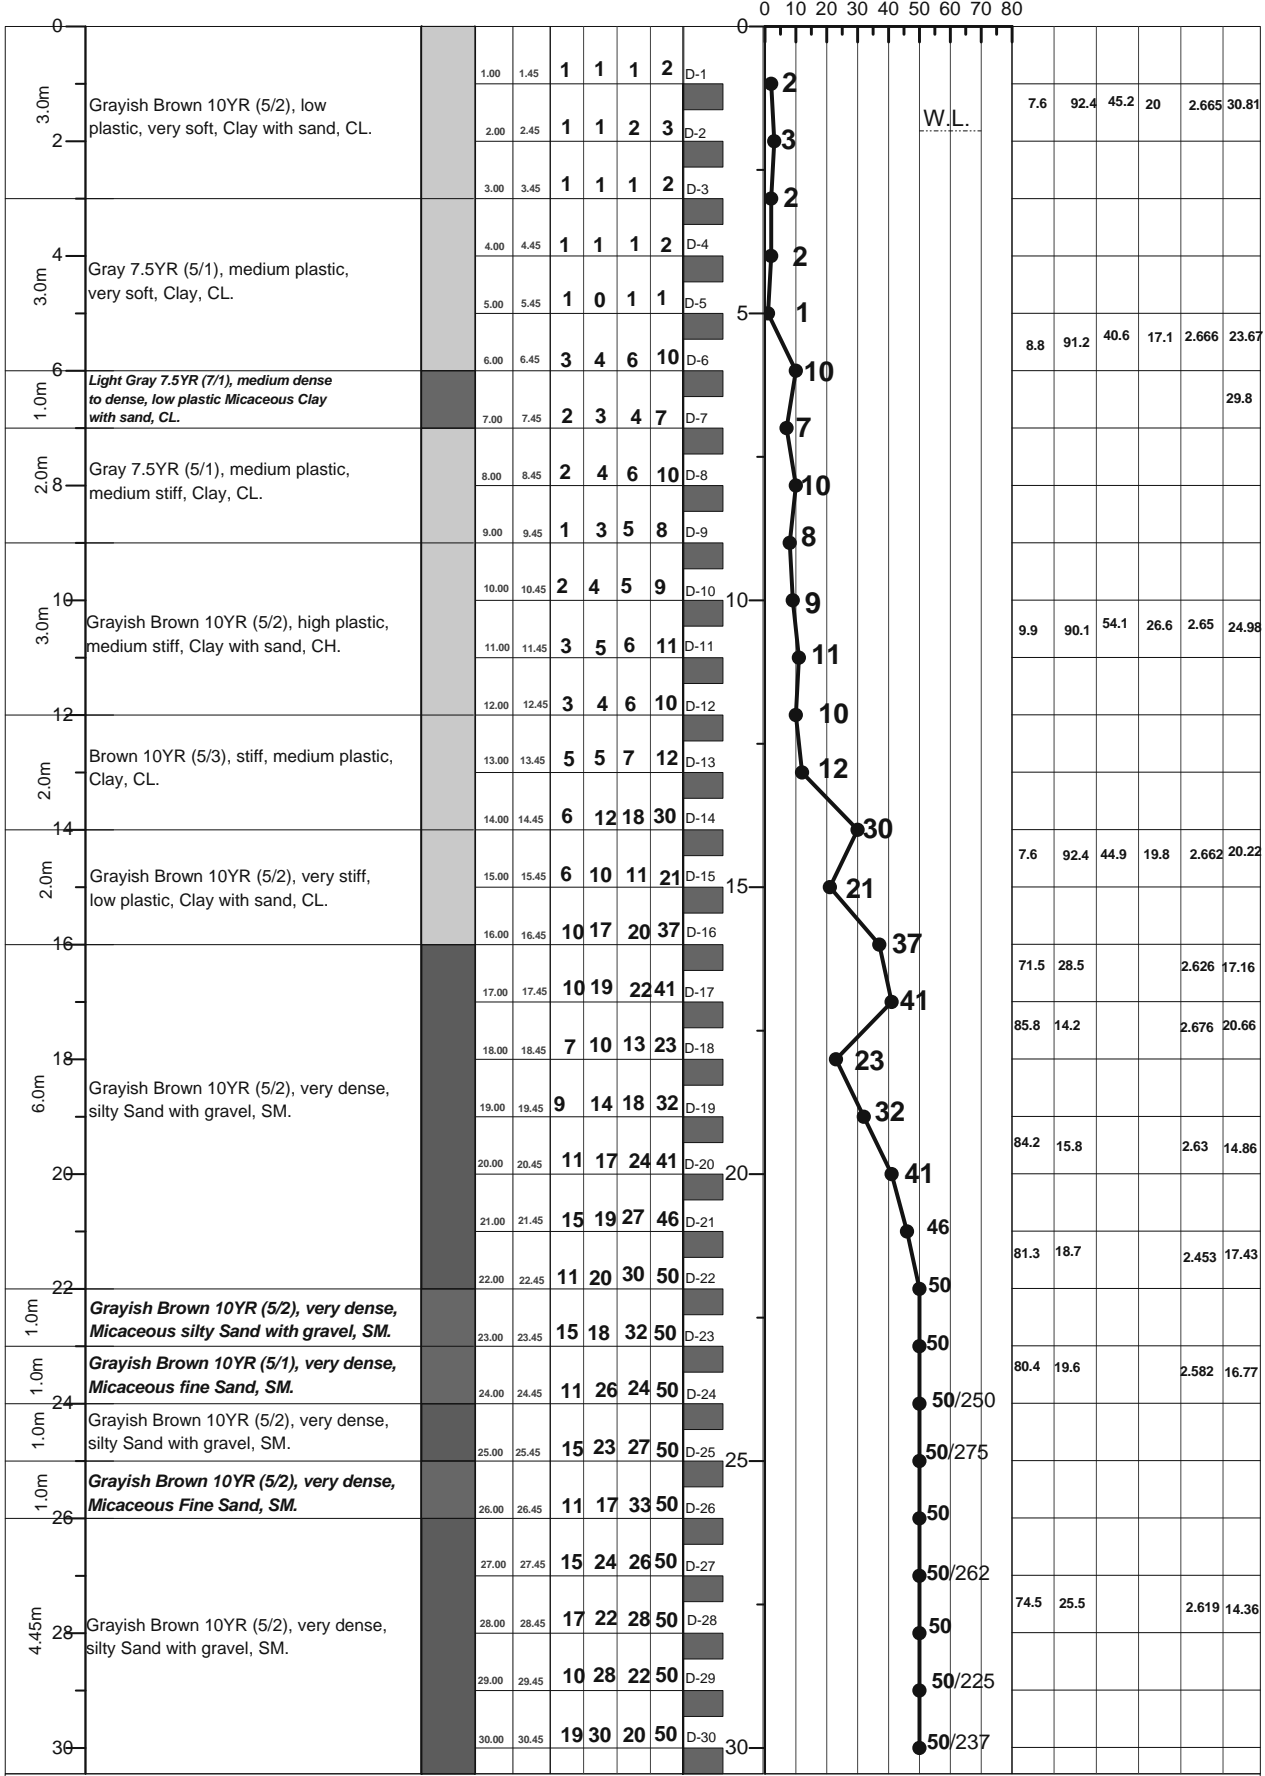 0 10 20 30 40 50 60 70 80
0 0
1.00 1.45 1 1 1 2 D-1
2
3.0m
Grayish Brown 10YR (5/2), low
plastic, very soft, Clay with sand, CL.
7.6 92.4 45.2 20 2.665 30.81
W.L.
2.00 2.45 1 1 2 3 D-2
2
3
3.00 3.45 1 1 1 2 D-3
2
4.00 4.45 1 1 1 2 D-4
4
2
3.0m
Gray 7.5YR (5/1), medium plastic,
very soft, Clay, CL.
5.00 5.45 1 0 1 1 D-5
5
1
8.8 91.2 40.6 17.1 2.666 23.67
6.00 6.45 3 4 6 10 D-6
6
10
1.0m
Light Gray 7.5YR (7/1), medium dense
to dense, low plastic Micaceous Clay
with sand, CL.
29.8
7.00 7.45 2 3 4 7 D-7
7
2.0m
Gray 7.5YR (5/1), medium plastic,
medium stiff, Clay, CL.
8.00 8.45 2 4 6 10 D-8
8
10
9.00 9.45 1 3 5 8 D-9
8
10.00 10.45 2 4 5 9 D-10
10
10
9
3.0m
Grayish Brown 10YR (5/2), high plastic,
medium stiff, Clay with sand, CH.
9.9 90.1 54.1 26.6 2.65 24.98
11.00 11.45 3 5 6 11 D-11
11
12.00 12.45 3 4 6 10 D-12
12
10
2.0m
Brown 10YR (5/3), stiff, medium plastic,
Clay, CL.
13.00 13.45 5 5 7 12 D-13
12
14.00 14.45 6 12 18 30 D-14
14
30
7.6 92.4 44.9 19.8 2.662 20.22
2.0m
Grayish Brown 10YR (5/2), very stiff,
low plastic, Clay with sand, CL.
15.00 15.45 6 10 11 21 D-15
15
21
16.00 16.45 10 17 20 37 D-16
16
37
71.5 28.5 2.626 17.16
17.00 17.45 10 19 22 41 D-17
41
85.8 14.2 2.676 20.66
18.00 18.45 7 10 13 23 D-18
18
23
6.0m
Grayish Brown 10YR (5/2), very dense,
silty Sand with gravel, SM.
19.00 19.45 9 14 18 32 D-19
32
84.2 15.8 2.63 14.86
20.00 20.45 11 17 24 41 D-20
20
20
41
21.00 21.45 15 19 27 46 D-21
46
81.3 18.7 2.453 17.43
22.00 22.45 11 20 30 50 D-22
22
50
1.0m
Grayish Brown 10YR (5/2), very dense,
Micaceous silty Sand with gravel, SM.
23.00 23.45 15 18 32 50 D-23
50
1.0m
Grayish Brown 10YR (5/1), very dense,
Micaceous fine Sand, SM.
80.4 19.6 2.582 16.77
24.00 24.45 11 26 24 50 D-24
24
50/250
1.0m
Grayish Brown 10YR (5/2), very dense,
silty Sand with gravel, SM.
25.00 25.45 15 23 27 50 D-25
25
50/275
1.0m
Grayish Brown 10YR (5/2), very dense,
Micaceous Fine Sand, SM.
26.00 26.45 11 17 33 50 D-26
26
50
27.00 27.45 15 24 26 50 D-27
50/262
74.5 25.5 2.619 14.36
28.00 28.45 17 22 28 50 D-28
28
50
4.45m
Grayish Brown 10YR (5/2), very dense,
silty Sand with gravel, SM.
29.00 29.45 10 28 22 50 D-29
50/225
30.00 30.45 19 30 20 50 D-30
30
30
50/237